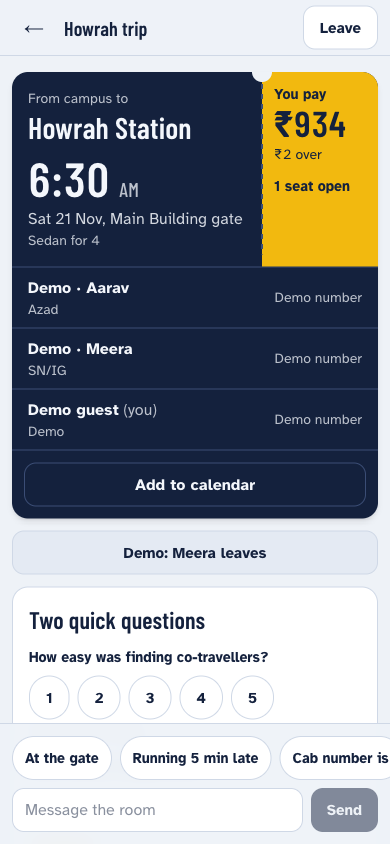 ← Howrah trip
Leave
From campus to
Howrah Station
6:30 AM
Sat 21 Nov, Main Building gate
Sedan for 4
You pay
₹934
₹2 over
1 seat open
Demo · Aarav
Azad
Demo number
Demo · Meera
SN/IG
Demo number
Demo guest (you)
Demo
Demo number
Add to calendar
Demo: Meera leaves
Two quick questions
How easy was finding co-travellers?
1 2 3 4 5
At the gate
Running 5 min late
Cab number is
Message the room
Send